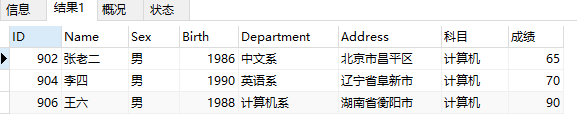 信息 结果1 概况 状态
ID Name Sex Birth Department Address 科目 成绩
902 张老二 男 1986 中文系 北京市昌平区 计算机 65
904 李四 男 1990 英语系 辽宁省阜新市 计算机 70
906 王六 男 1988 计算机系 湖南省衡阳市 计算机 90